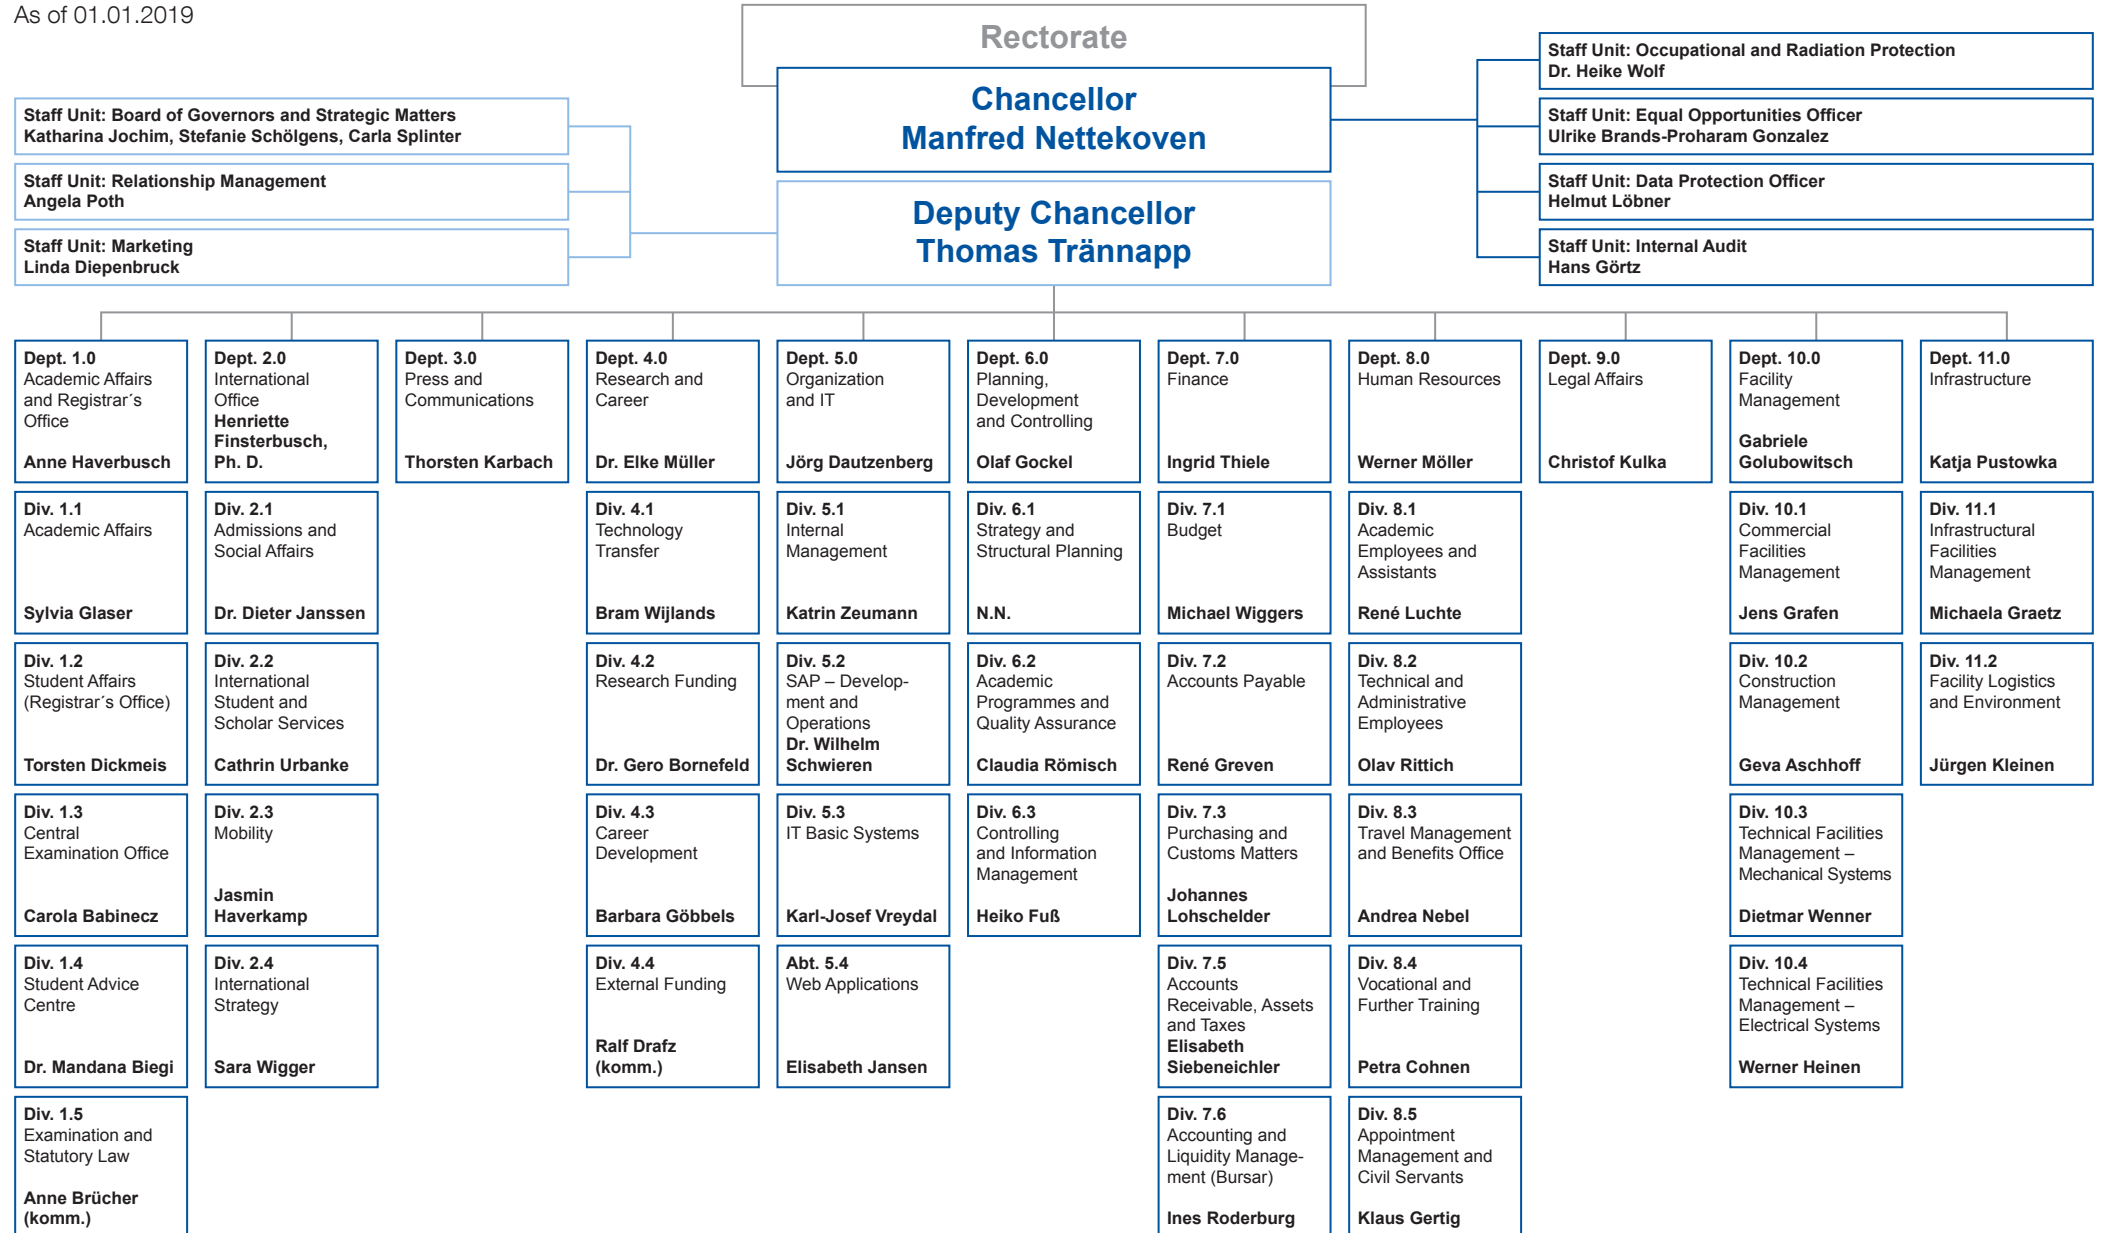 As of 01.01.2019
Rectorate
Chancellor
Manfred Nettekoven
Deputy Chancellor
Thomas Trännapp
Staff Unit: Board of Governors and Strategic Matters
Katharina Jochim, Stefanie Schölgens, Carla Splinter
Staff Unit: Relationship Management
Angela Poth
Staff Unit: Marketing
Linda Diepenbruck
Staff Unit: Occupational and Radiation Protection
Dr. Heike Wolf
Staff Unit: Equal Opportunities Officer
Ulrike Brands-Proharam Gonzalez
Staff Unit: Data Protection Officer
Helmut Löbner
Staff Unit: Internal Audit
Hans Görtz
Dept. 1.0
Academic Affairs
and Registrar´s
Office
Anne Haverbusch
Div. 1.1
Academic Affairs
Sylvia Glaser
Div. 1.2
Student Affairs
(Registrar´s Office)
Torsten Dickmeis
Div. 1.3
Central
Examination Office
Carola Babinecz
Div. 1.4
Student Advice
Centre
Dr. Mandana Biegi
Div. 1.5
Examination and
Statutory Law
Anne Brücher
(komm.)
Dept. 2.0
International
Office
Henriette
Finsterbusch,
Ph. D.
Div. 2.1
Admissions and
Social Affairs
Dr. Dieter Janssen
Div. 2.2
International
Student and
Scholar Services
Cathrin Urbanke
Div. 2.3
Mobility
Jasmin
Haverkamp
Div. 2.4
International
Strategy
Sara Wigger
Dept. 3.0
Press and
Communications
Thorsten Karbach
Dept. 4.0
Research and
Career
Dr. Elke Müller
Div. 4.1
Technology
Transfer
Bram Wijlands
Div. 4.2
Research Funding
Dr. Gero Bornefeld
Div. 4.3
Career
Development
Barbara Göbbels
Div. 4.4
External Funding
Ralf Drafz
(komm.)
Dept. 5.0
Organization
and IT
Jörg Dautzenberg
Div. 5.1
Internal
Management
Katrin Zeumann
Div. 5.2
SAP – Develop-
ment and
Operations
Dr. Wilhelm
Schwieren
Div. 5.3
IT Basic Systems
Karl-Josef Vreydal
Abt. 5.4
Web Applications
Elisabeth Jansen
Dept. 6.0
Planning,
Development
and Controlling
Olaf Gockel
Div. 6.1
Strategy and
Structural Planning
N.N.
Div. 6.2
Academic
Programmes and
Quality Assurance
Claudia Römisch
Div. 6.3
Controlling
and Information
Management
Heiko Fuß
Dept. 7.0
Finance
Ingrid Thiele
Div. 7.1
Budget
Michael Wiggers
Div. 7.2
Accounts Payable
René Greven
Div. 7.3
Purchasing and
Customs Matters
Johannes
Lohschelder
Div. 7.5
Accounts
Receivable, Assets
and Taxes
Elisabeth
Siebeneichler
Div. 7.6
Accounting and
Liquidity Manage-
ment (Bursar)
Ines Roderburg
Dept. 8.0
Human Resources
Werner Möller
Div. 8.1
Academic
Employees and
Assistants
René Luchte
Div. 8.2
Technical and
Administrative
Employees
Olav Rittich
Div. 8.3
Travel Management
and Benefits Office
Andrea Nebel
Div. 8.4
Vocational and
Further Training
Petra Cohnen
Div. 8.5
Appointment
Management and
Civil Servants
Klaus Gertig
Dept. 9.0
Legal Affairs
Christof Kulka
Dept. 10.0
Facility
Management
Gabriele
Golubowitsch
Div. 10.1
Commercial
Facilities
Management
Jens Grafen
Div. 10.2
Construction
Management
Geva Aschhoff
Div. 10.3
Technical Facilities
Management –
Mechanical Systems
Dietmar Wenner
Div. 10.4
Technical Facilities
Management –
Electrical Systems
Werner Heinen
Dept. 11.0
Infrastructure
Katja Pustowka
Div. 11.1
Infrastructural
Facilities
Management
Michaela Graetz
Div. 11.2
Facility Logistics
and Environment
Jürgen Kleinen